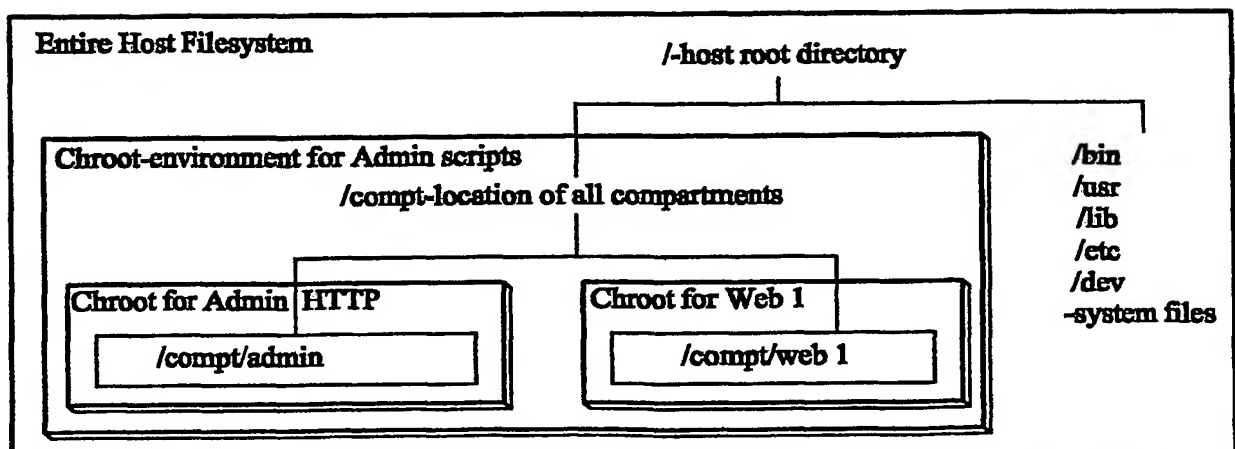 Entire Host Filesystem
/-host root directory
Chroot-environment for Admin scripts
/compt-location of all compartments
Chroot for Admin HTTP
/compt/admin
Chroot for Web 1
/compt/web 1
/bin
/usr
/lib
/etc
/dev
-system files